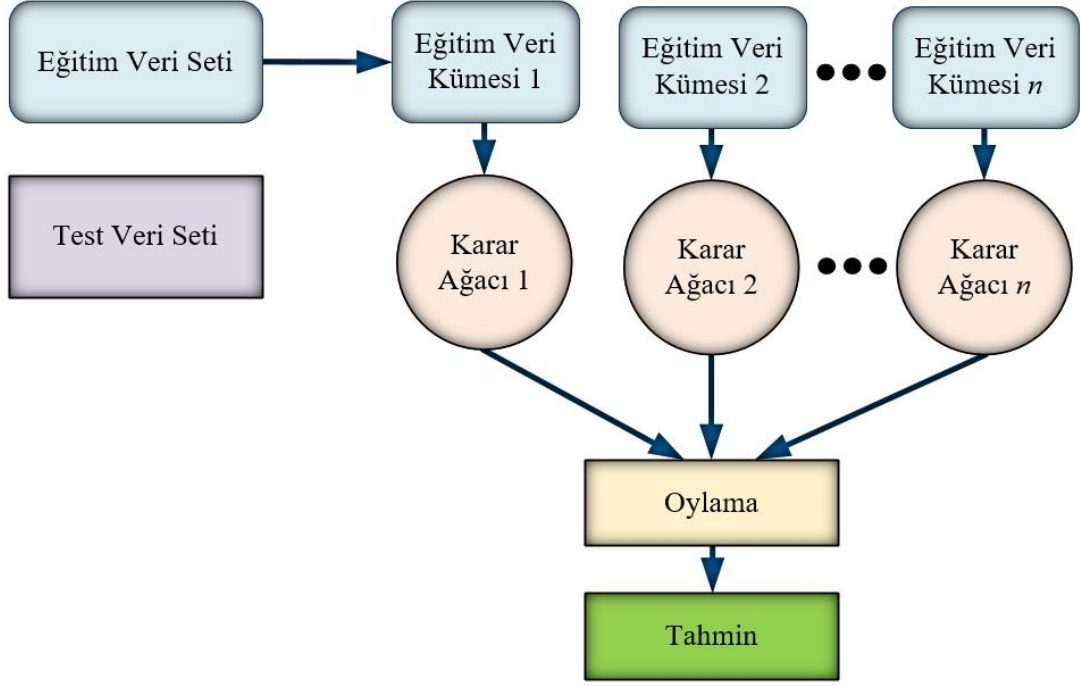 Eğitim Veri Seti
Eğitim Veri
Kümesi 1
Eğitim Veri
Kümesi 2
Eğitim Veri
Kümesi n
Test Veri Seti
Karar
Ağacı 1
Karar
Ağacı 2
Karar
Ağacı n
Oylama
Tahmin